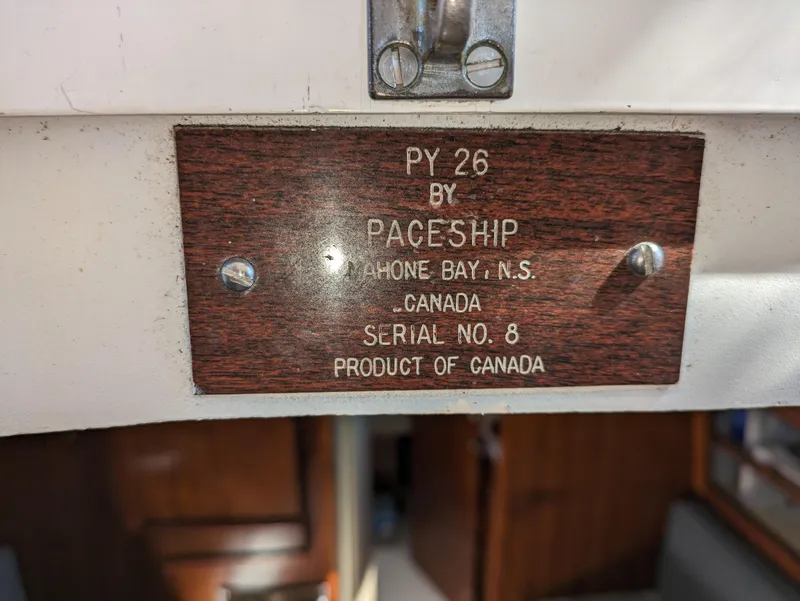 PY 26
BY
PACESHIP
MAHONE BAY, N.S.
CANADA
SERIAL NO. 8
PRODUCT OF CANADA